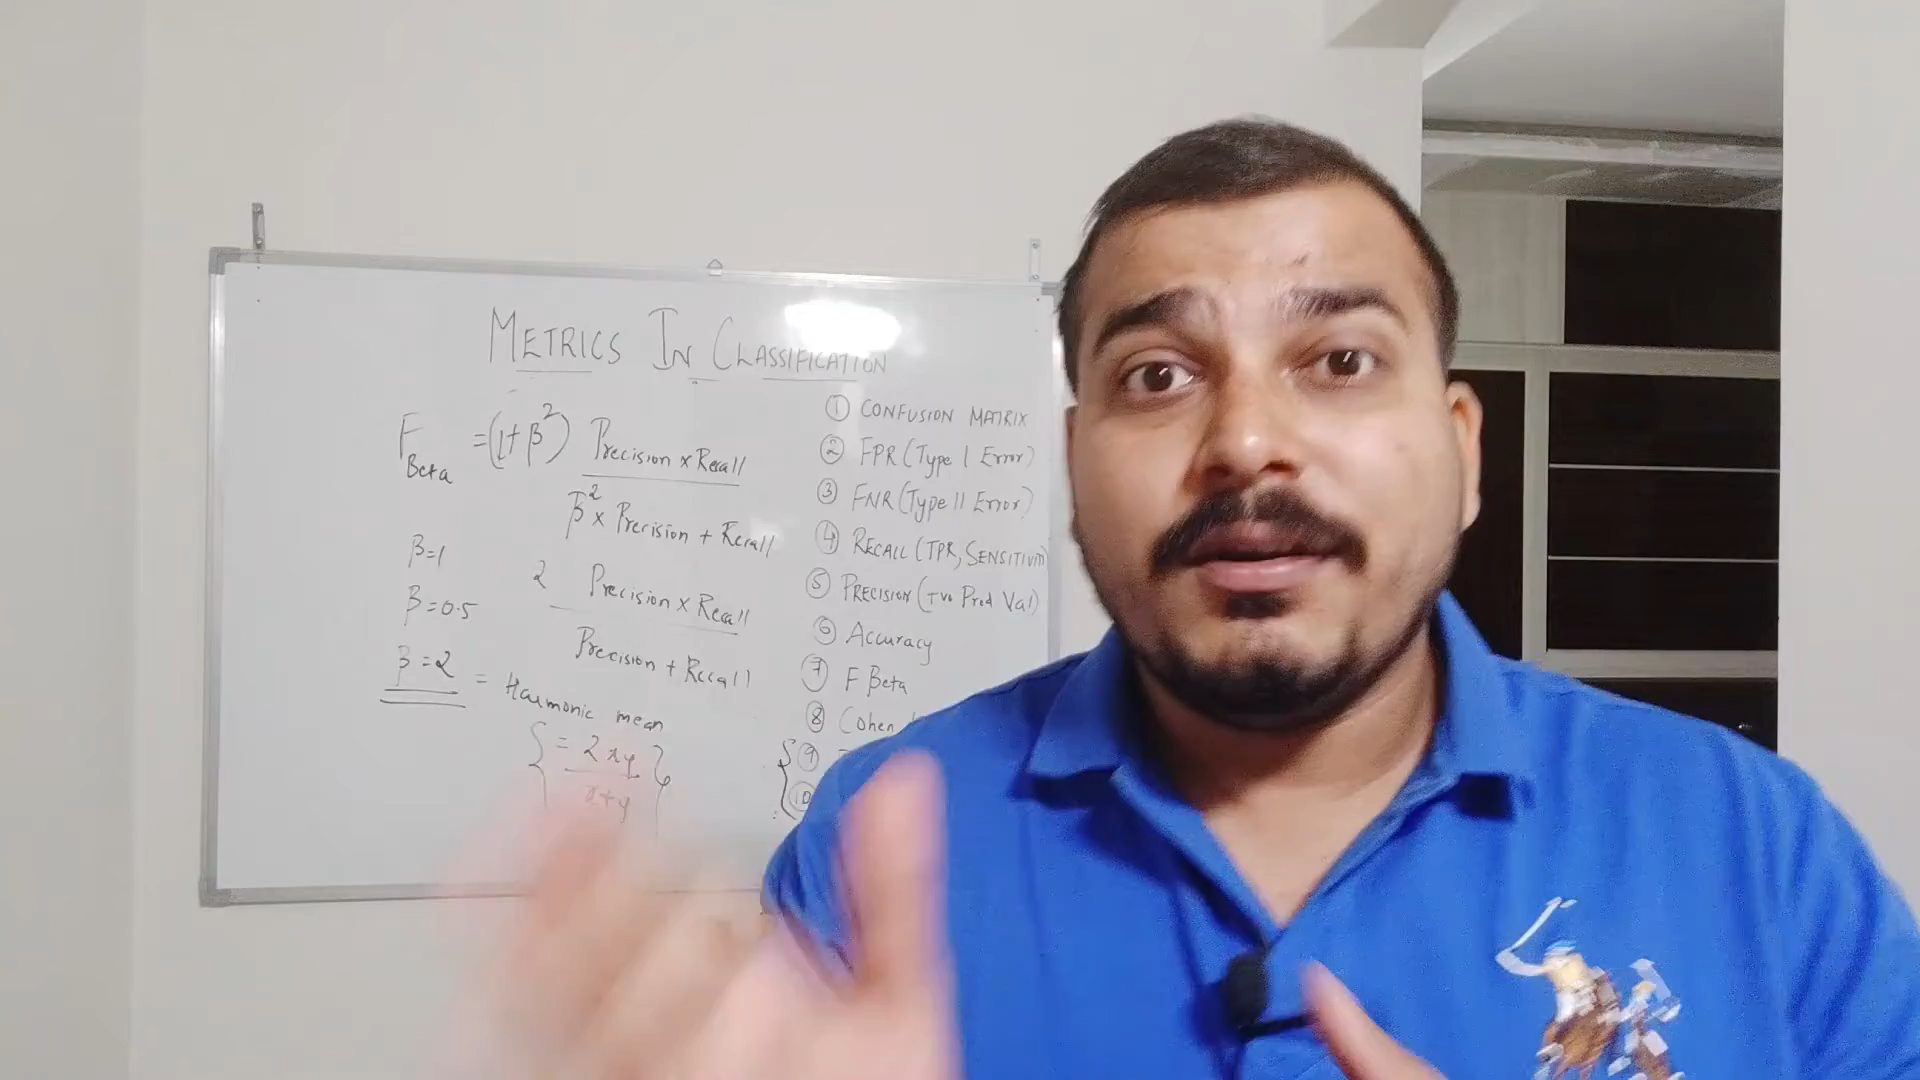 METRICS IN CLASSIFICATION
F Beta = (1+β²) Precision x Recall
β² x Precision + Recall
β=1
β=0.5
β=2 = Harmonic mean
2 Precision x Recall
Precision + Recall
{ = 2xy }
x+y
① CONFUSION MATRIX
② FPR (Type I Error)
③ FNR (Type II Error)
④ RECALL (TPR, SENSITIVITY)
⑤ PRECISION (+ve Pred Val)
⑥ Accuracy
⑦ F Beta
⑧ Cohen
⑨
⑩